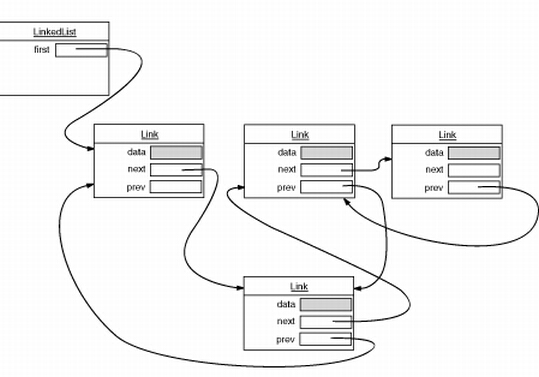 LinkedList
first
Link
data
next
prev
Link
data
next
prev
Link
data
next
prev
Link
data
next
prev